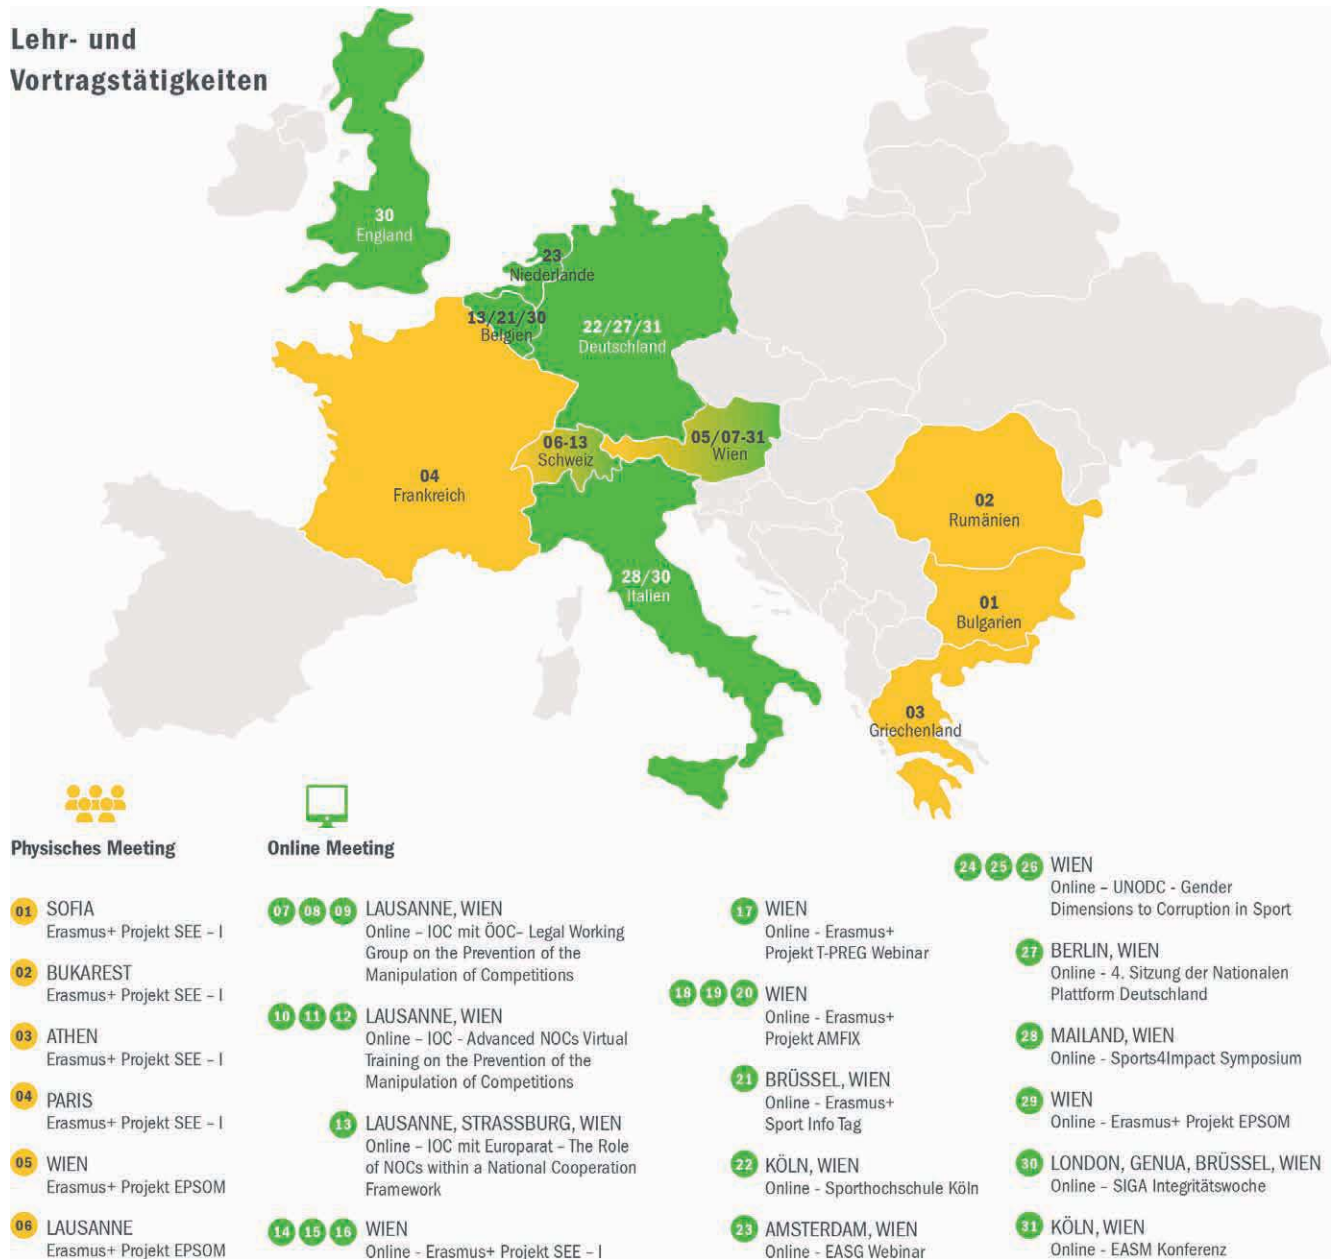 Lehr- und
Vortragstätigkeiten
30
England
23
Niederlande
13/21/30
Belgien
22/27/31
Deutschland
06-13
Schweiz
05/07-31
Wien
04
Frankreich
02
Rumänien
28/30
Italien
01
Bulgarien
03
Griechenland
Physisches Meeting
01 SOFIA
Erasmus+ Projekt SEE – I
02 BUKAREST
Erasmus+ Projekt SEE – I
03 ATHEN
Erasmus+ Projekt SEE – I
04 PARIS
Erasmus+ Projekt SEE – I
05 WIEN
Erasmus+ Projekt EPSOM
06 LAUSANNE
Erasmus+ Projekt EPSOM
Online Meeting
07 08 09 LAUSANNE, WIEN
Online – IOC mit ÖOC– Legal Working
Group on the Prevention of the
Manipulation of Competitions
10 11 12 LAUSANNE, WIEN
Online – IOC - Advanced NOCs Virtual
Training on the Prevention of the
Manipulation of Competitions
13 LAUSANNE, STRASSBURG, WIEN
Online – IOC mit Europarat – The Role
of NOCs within a National Cooperation
Framework
14 15 16 WIEN
Online - Erasmus+ Projekt SEE – I
17 WIEN
Online - Erasmus+
Projekt T-PREG Webinar
18 19 20 WIEN
Online - Erasmus+
Projekt AMFIX
21 BRÜSSEL, WIEN
Online - Erasmus+
Sport Info Tag
22 KÖLN, WIEN
Online - Sporthochschule Köln
23 AMSTERDAM, WIEN
Online - EASG Webinar
24 25 26 WIEN
Online – UNODC - Gender
Dimensions to Corruption in Sport
27 BERLIN, WIEN
Online - 4. Sitzung der Nationalen
Plattform Deutschland
28 MAILAND, WIEN
Online - Sports4Impact Symposium
29 WIEN
Online - Erasmus+ Projekt EPSOM
30 LONDON, GENUA, BRÜSSEL, WIEN
Online – SIGA Integritätswoche
31 KÖLN, WIEN
Online - EASM Konferenz